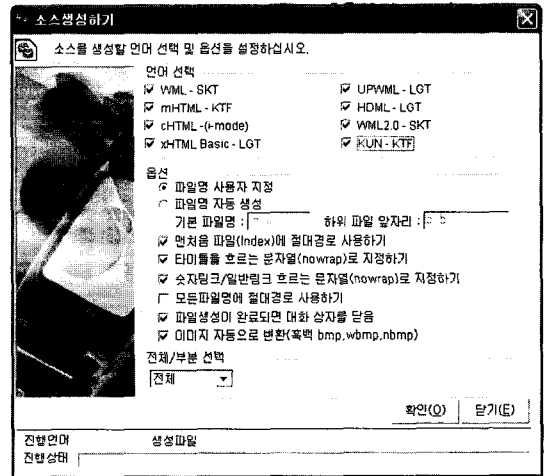 소스생성하기
소스를 생성할 언어 선택 및 옵션을 설정하십시오.
언어 선택
WML - SKT
UPWML - LGT
mHTML - KTF
HDML - LGT
cHTML -(i-mode)
WML2.0 - SKT
xHTML Basic - LGT
KUN - KTF
옵션
파일명 사용자 지정
파일명 자동 생성
기본 파일명 :
하위 파일 앞자리 :
맨처음 파일(Index)에 절대경로 사용하기
타이틀을 흐르는 문자열(nowrap)로 지정하기
숫자링크/일반링크 흐르는 문자열(nowrap)로 지정하기
모든파일명에 절대경로 사용하기
파일생성이 완료되면 대화 상자를 닫음
이미지 자동으로 변환(흑백 bmp,wbmp,nbmp)
전체/부분 선택
전체
확인(O)
닫기(E)
진행언어
생성파일
진행상태